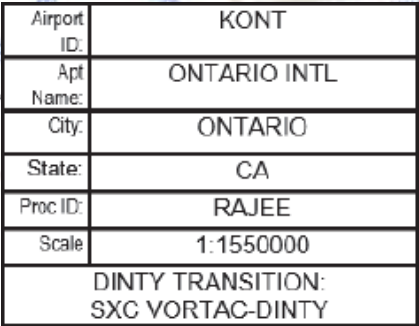 Airport ID: KONT
Apt Name: ONTARIO INTL
City: ONTARIO
State: CA
Proc ID: RAJEE
Scale 1:1550000
DINTY TRANSITION:
SXC VORTAC-DINTY